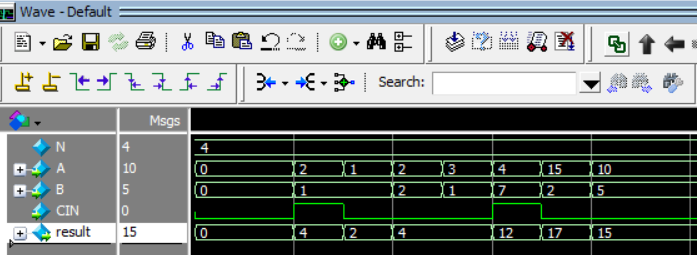 Wave - Default
Search:
Msgs
N 4 4
A 10 0 2 1 2 3 4 15 10
B 5 0 1 2 1 7 2 5
CIN 0
result 15 0 4 2 4 12 17 15